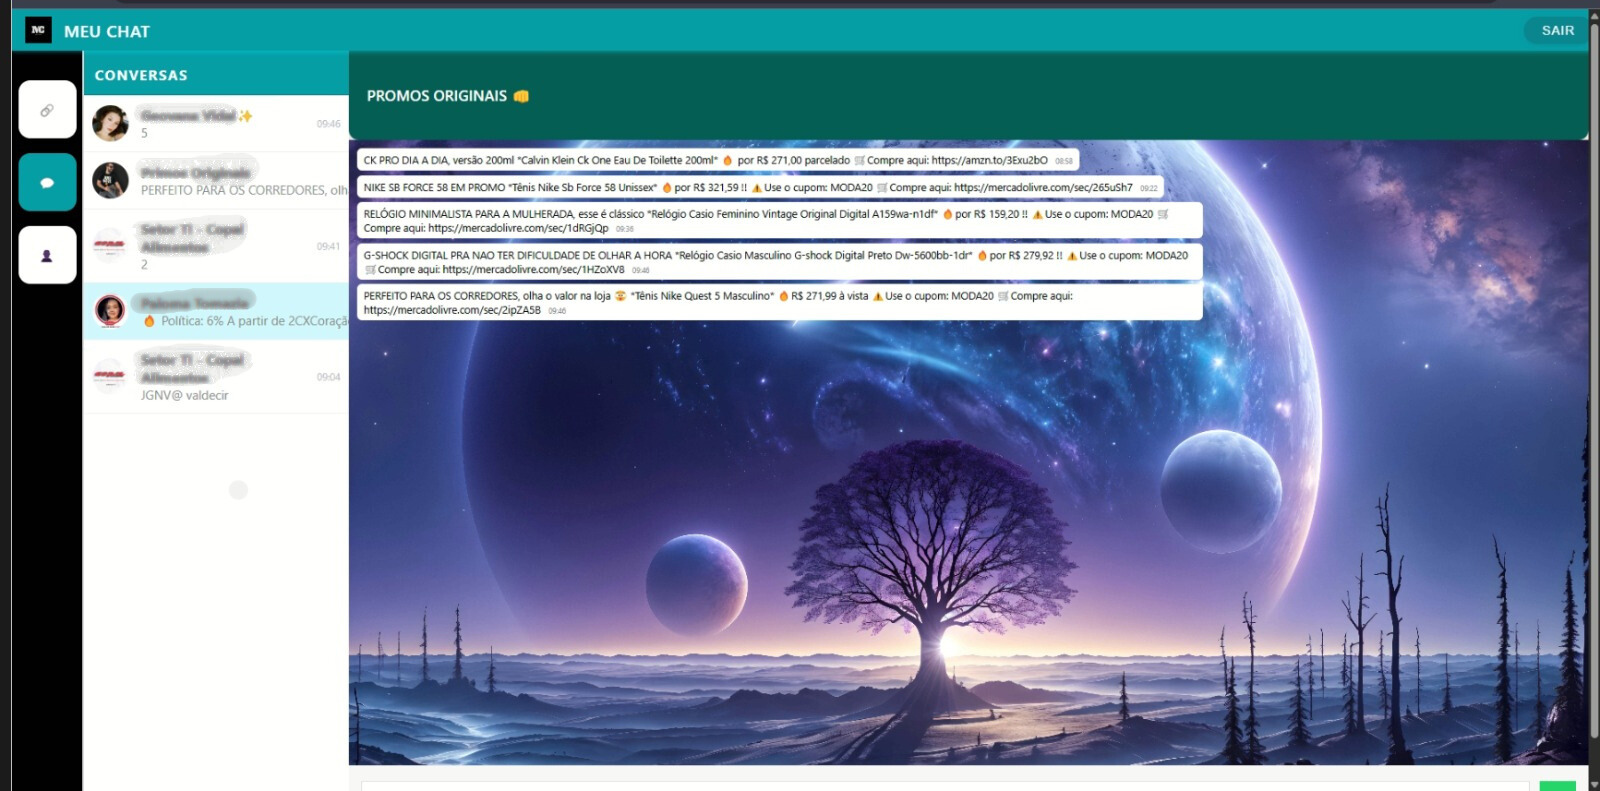 MEU CHAT
SAIR
CONVERSAS
09:46
5
PERFEITO PARA OS CORREDORES, olh
09:41
2
🔥 Política: 6% A partir de 2CXCoraçã
09:04
JGNV@ valdecir
PROMOS ORIGINAIS 👊
CK PRO DIA A DIA, versão 200ml *Calvin Klein Ck One Eau De Toilette 200ml* 🔥 por R$ 271,00 parcelado 🛒Compre aqui: https://amzn.to/3Exu2bO 08:58
NIKE SB FORCE 58 EM PROMO *Tênis Nike Sb Force 58 Unissex* 🔥por R$ 321,59 !! ⚠️Use o cupom: MODA20 🛒Compre aqui: https://mercadolivre.com/sec/265uSh7 09:22
RELÓGIO MINIMALISTA PARA A MULHERADA, esse é clássico *Relógio Casio Feminino Vintage Original Digital A159wa-n1df* 🔥por R$ 159,20 !! ⚠️Use o cupom: MODA20 🛒
Compre aqui: https://mercadolivre.com/sec/1dRGjQp 09:36
G-SHOCK DIGITAL PRA NAO TER DIFICULDADE DE OLHAR A HORA *Relógio Casio Masculino G-shock Digital Preto Dw-5600bb-1dr* 🔥por R$ 279,92 !! ⚠️Use o cupom: MODA20
🛒Compre aqui: https://mercadolivre.com/sec/1HZoXV8 09:46
PERFEITO PARA OS CORREDORES, olha o valor na loja *Tênis Nike Quest 5 Masculino* 🔥R$ 271,99 à vista ⚠️Use o cupom: MODA20 🛒Compre aqui:
https://mercadolivre.com/sec/2ipZA5B 09:46